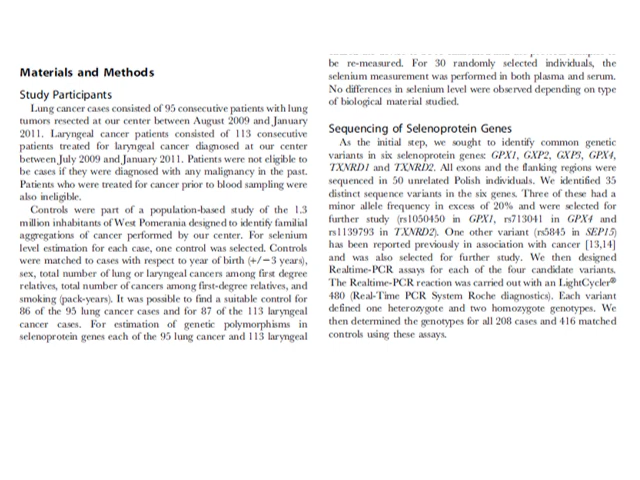 Materials and Methods
Study Participants
Lung cancer cases consisted of 95 consecutive patients with lung
tumors resected at our center between August 2009 and January
2011. Laryngeal cancer patients consisted of 113 consecutive
patients treated for laryngeal cancer diagnosed at our center
between July 2009 and January 2011. Patients were not eligible to
be cases if they were diagnosed with any malignancy in the past.
Patients who were treated for cancer prior to blood sampling were
also ineligible.
Controls were part of a population-based study of the 1.3
million inhabitants of West Pomerania designed to identify familial
aggregations of cancer performed by our center. For selenium
level estimation for each case, one control was selected. Controls
were matched to cases with respect to year of birth (+/−3 years),
sex, total number of lung or laryngeal cancers among first degree
relatives, total number of cancers among first-degree relatives, and
smoking (pack-years). It was possible to find a suitable control for
86 of the 95 lung cancer cases and for 87 of the 113 laryngeal
cancer cases. For estimation of genetic polymorphisms in
selenoprotein genes each of the 95 lung cancer and 113 laryngeal
be re-measured. For 30 randomly selected individuals, the
selenium measurement was performed in both plasma and serum.
No differences in selenium level were observed depending on type
of biological material studied.
Sequencing of Selenoprotein Genes
As the initial step, we sought to identify common genetic
variants in six selenoprotein genes: GPX1, GXP2, GXP3, GPX4,
TXNRD1 and TXNRD2. All exons and the flanking regions were
sequenced in 50 unrelated Polish individuals. We identified 35
distinct sequence variants in the six genes. Three of these had a
minor allele frequency in excess of 20% and were selected for
further study (rs1050450 in GPX1, rs713041 in GPX4 and
rs1139793 in TXNRD2). One other variant (rs5845 in SEP15)
has been reported previously in association with cancer [13,14]
and was also selected for further study. We then designed
Realtime-PCR assays for each of the four candidate variants.
The Realtime-PCR reaction was carried out with an LightCycler®
480 (Real-Time PCR System Roche diagnostics). Each variant
defined one heterozygote and two homozygote genotypes. We
then determined the genotypes for all 208 cases and 416 matched
controls using these assays.